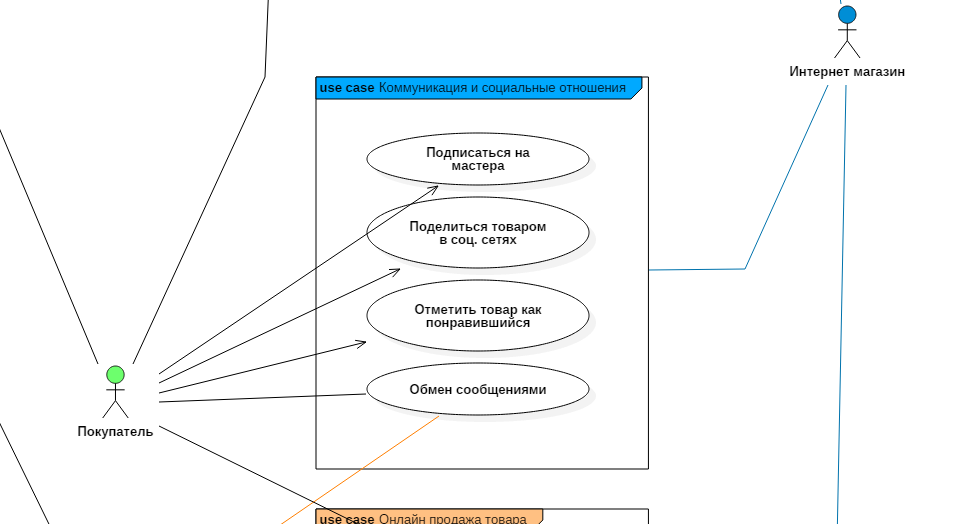 Интернет магазин
use case Коммуникация и социальные отношения
Подписаться на
мастера
Поделиться товаром
в соц. сетях
Отметить товар как
понравившийся
Обмен сообщениями
Покупатель
use case Онлайн продажа товара